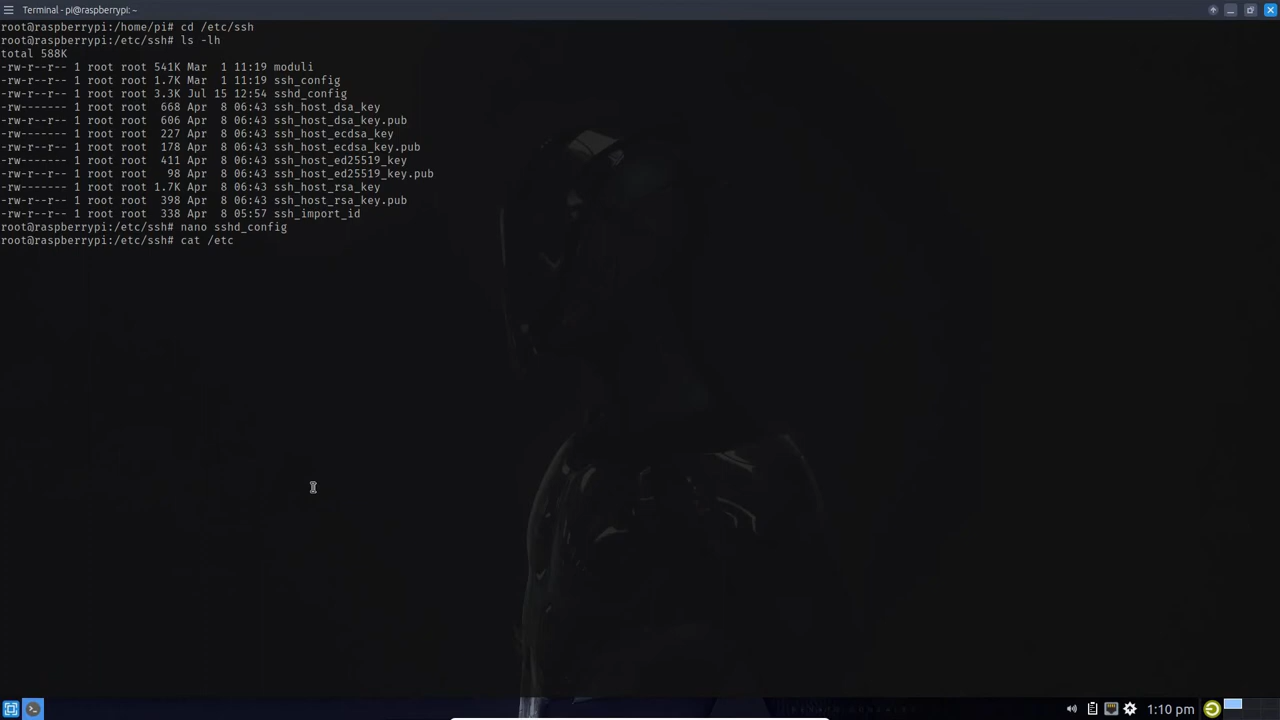 Terminal - pi@raspberrypi: ~
root@raspberrypi:/home/pi# cd /etc/ssh
root@raspberrypi:/etc/ssh# ls -lh
total 588K
-rw-r--r-- 1 root root 541K Mar  1 11:19 moduli
-rw-r--r-- 1 root root 1.7K Mar  1 11:19 ssh_config
-rw-r--r-- 1 root root 3.3K Jul 15 12:54 sshd_config
-rw------- 1 root root  668 Apr  8 06:43 ssh_host_dsa_key
-rw-r--r-- 1 root root  606 Apr  8 06:43 ssh_host_dsa_key.pub
-rw------- 1 root root  227 Apr  8 06:43 ssh_host_ecdsa_key
-rw-r--r-- 1 root root  178 Apr  8 06:43 ssh_host_ecdsa_key.pub
-rw------- 1 root root  411 Apr  8 06:43 ssh_host_ed25519_key
-rw-r--r-- 1 root root   98 Apr  8 06:43 ssh_host_ed25519_key.pub
-rw------- 1 root root 1.7K Apr  8 06:43 ssh_host_rsa_key
-rw-r--r-- 1 root root  398 Apr  8 06:43 ssh_host_rsa_key.pub
-rw-r--r-- 1 root root  338 Apr  8 05:57 ssh_import_id
root@raspberrypi:/etc/ssh# nano sshd_config
root@raspberrypi:/etc/ssh# cat /etc
1:10 pm